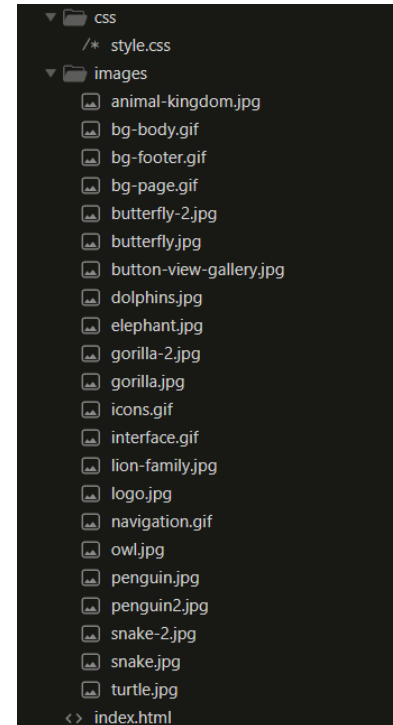 css
/* style.css
images
animal-kingdom.jpg
bg-body.gif
bg-footer.gif
bg-page.gif
butterfly-2.jpg
butterfly.jpg
button-view-gallery.jpg
dolphins.jpg
elephant.jpg
gorilla-2.jpg
gorilla.jpg
icons.gif
interface.gif
lion-family.jpg
logo.jpg
navigation.gif
owl.jpg
penguin.jpg
penguin2.jpg
snake-2.jpg
snake.jpg
turtle.jpg
<> index.html